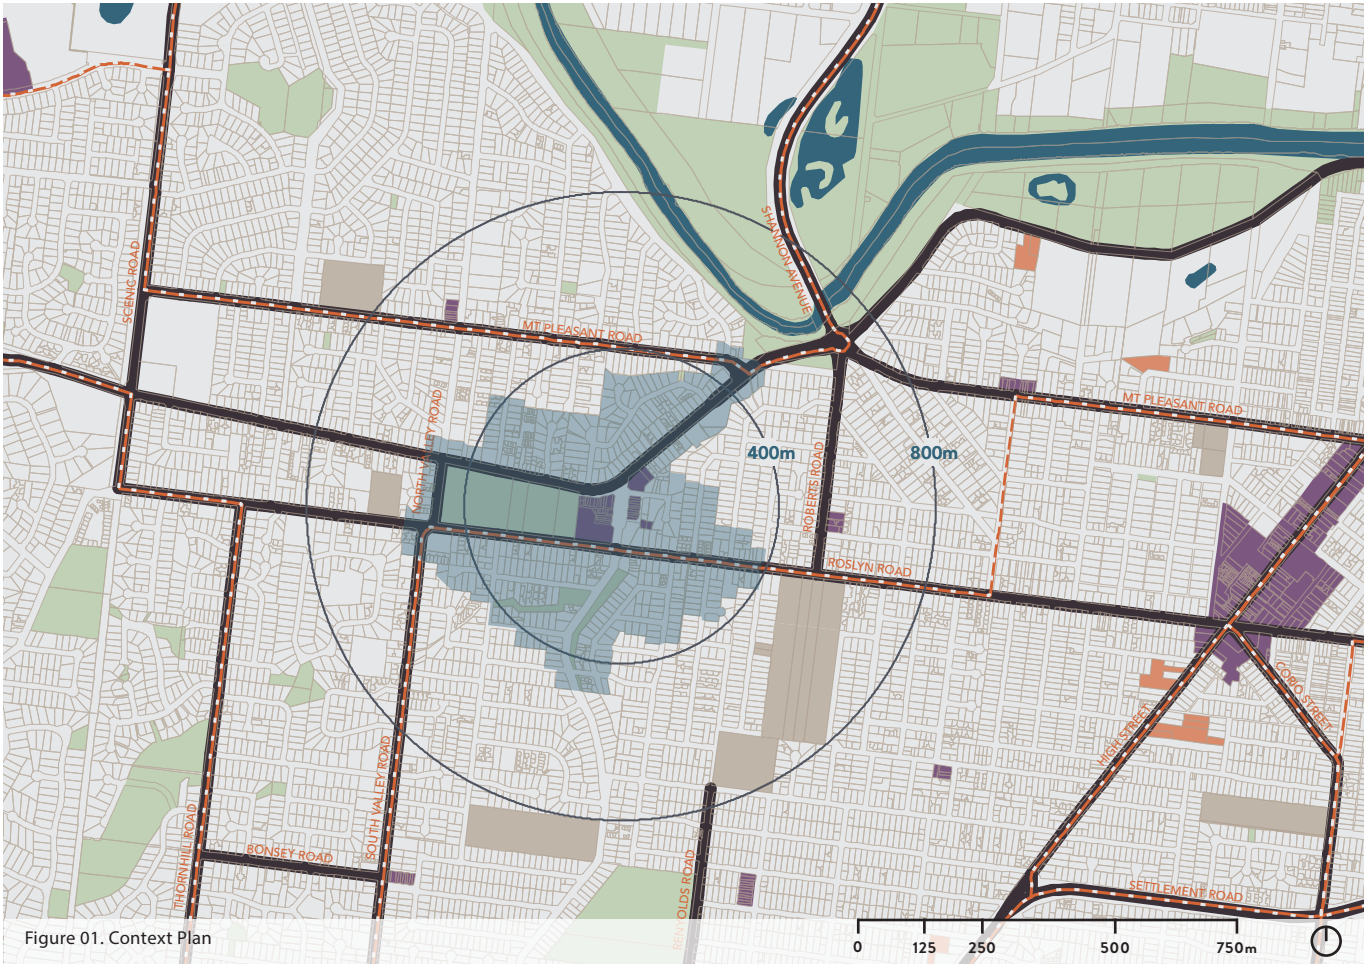 SHANNON AVENUE
SCENIC ROAD
MT PLEASANT ROAD
NORTH VALLEY ROAD
MT PLEASANT ROAD
400m
800m
ROBERTS ROAD
ROSLYN ROAD
CORIO STREET
HIGH STREET
SOUTH VALLEY ROAD
THORNHILL ROAD
BONSEY ROAD
REYNOLDS ROAD
SETTLEMENT ROAD
Figure 01. Context Plan
0 125 250 500 750m